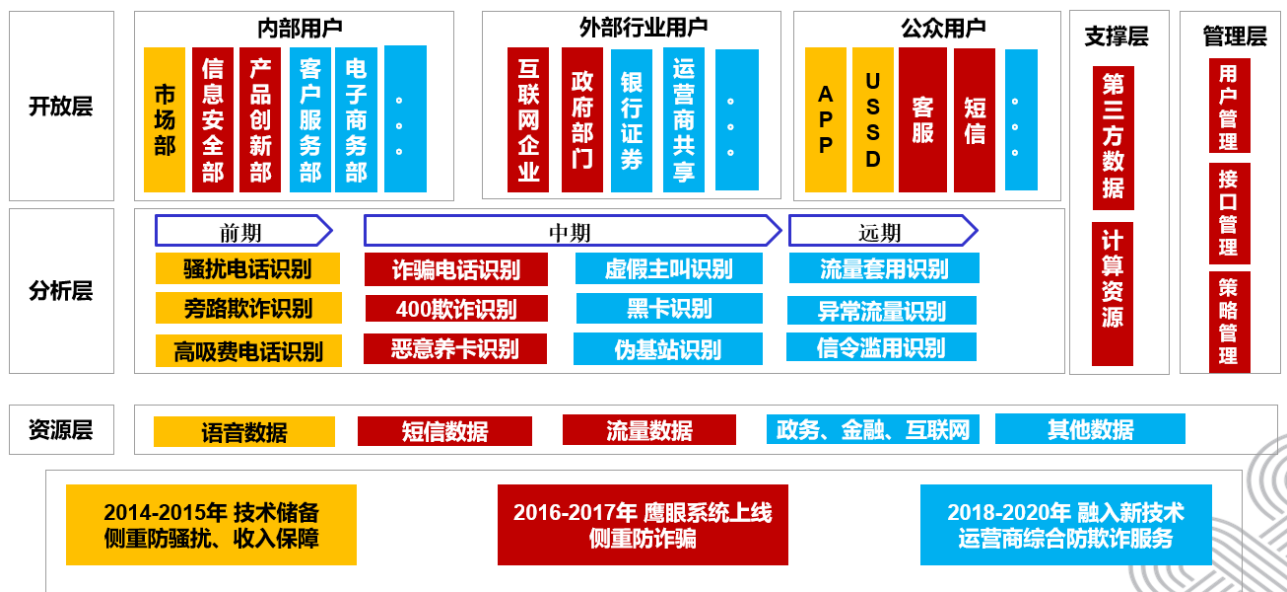 开放层
内部用户
市场部
信息安全部
产品创新部
客户服务部
电子商务部
。。。
外部行业用户
互联网企业
政府部门
银行证券
运营商共享
。。。
公众用户
APP
USSD
客服
短信
。。。
支撑层
第三方数据
计算资源
管理层
用户管理
接口管理
策略管理
分析层
前期
中期
远期
骚扰电话识别
诈骗电话识别
虚假主叫识别
流量套用识别
旁路欺诈识别
400欺诈识别
黑卡识别
异常流量识别
高吸费电话识别
恶意养卡识别
伪基站识别
信令滥用识别
资源层
语音数据
短信数据
流量数据
政务、金融、互联网
其他数据
2014-2015年 技术储备
侧重防骚扰、收入保障
2016-2017年 鹰眼系统上线
侧重防诈骗
2018-2020年 融入新技术
运营商综合防欺诈服务